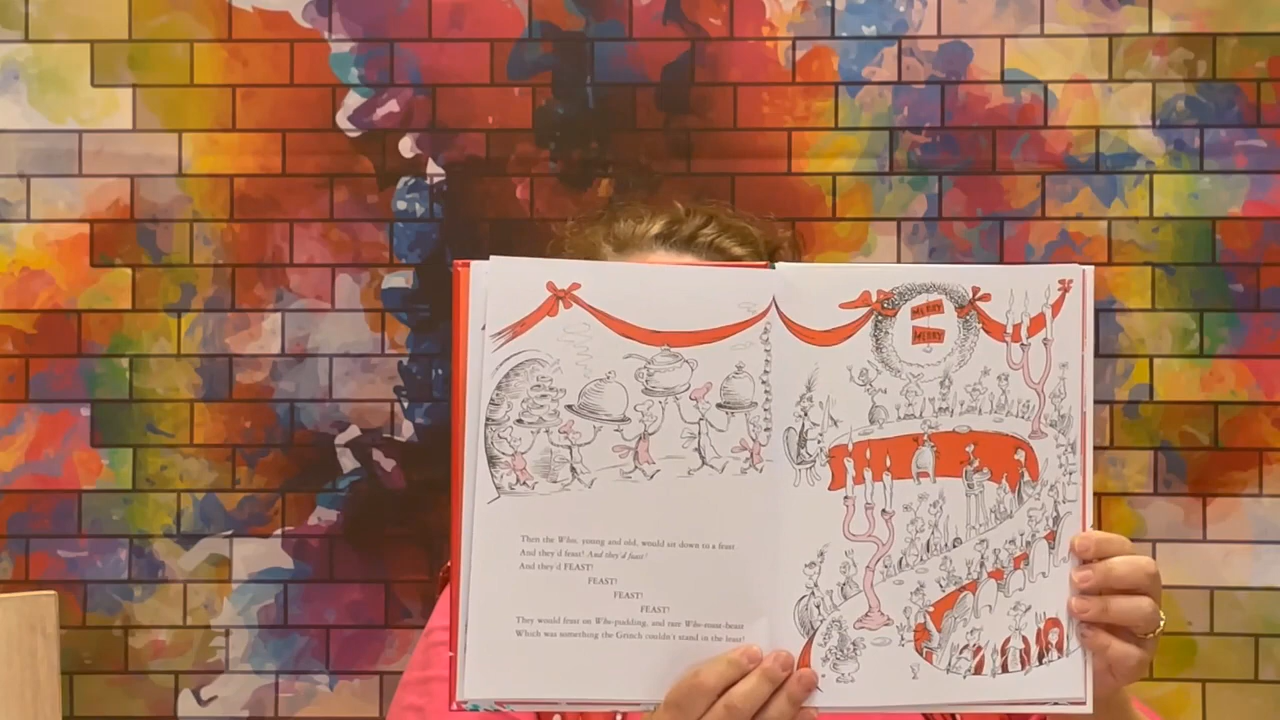 Then the Whos, young and old, would sit down to a feast.
And they'd feast! And they'd feast!
And they'd FEAST!
FEAST!
FEAST!
FEAST!
They would feast on Who-pudding, and rare Who-roast-beast
Which was something the Grinch couldn't stand in the least!
MERRY
MERRY